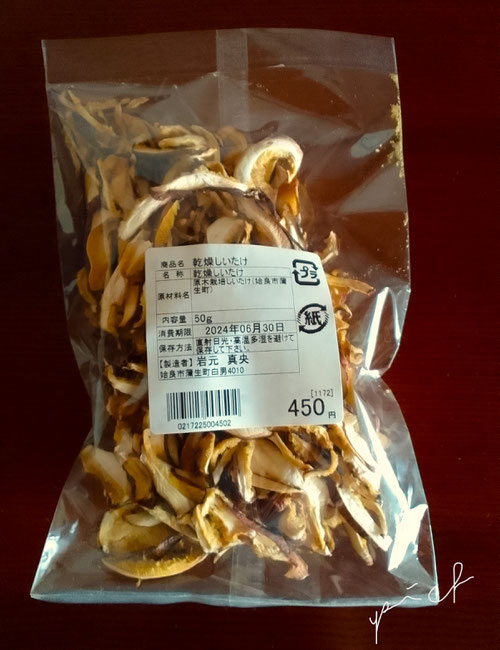 商品名 乾燥しいたけ
名 称 乾燥しいたけ
原材料名 原木栽培しいたけ(姶良市蒲
生町)
内容量 50g
消費期限 2024年06月30日
保存方法 直射日光・高温多湿を避けて
保存して下さい。
【製造者】岩元 真央
姶良市蒲生町白男4010
プラ
紙
[1172]
450円
0217225004502